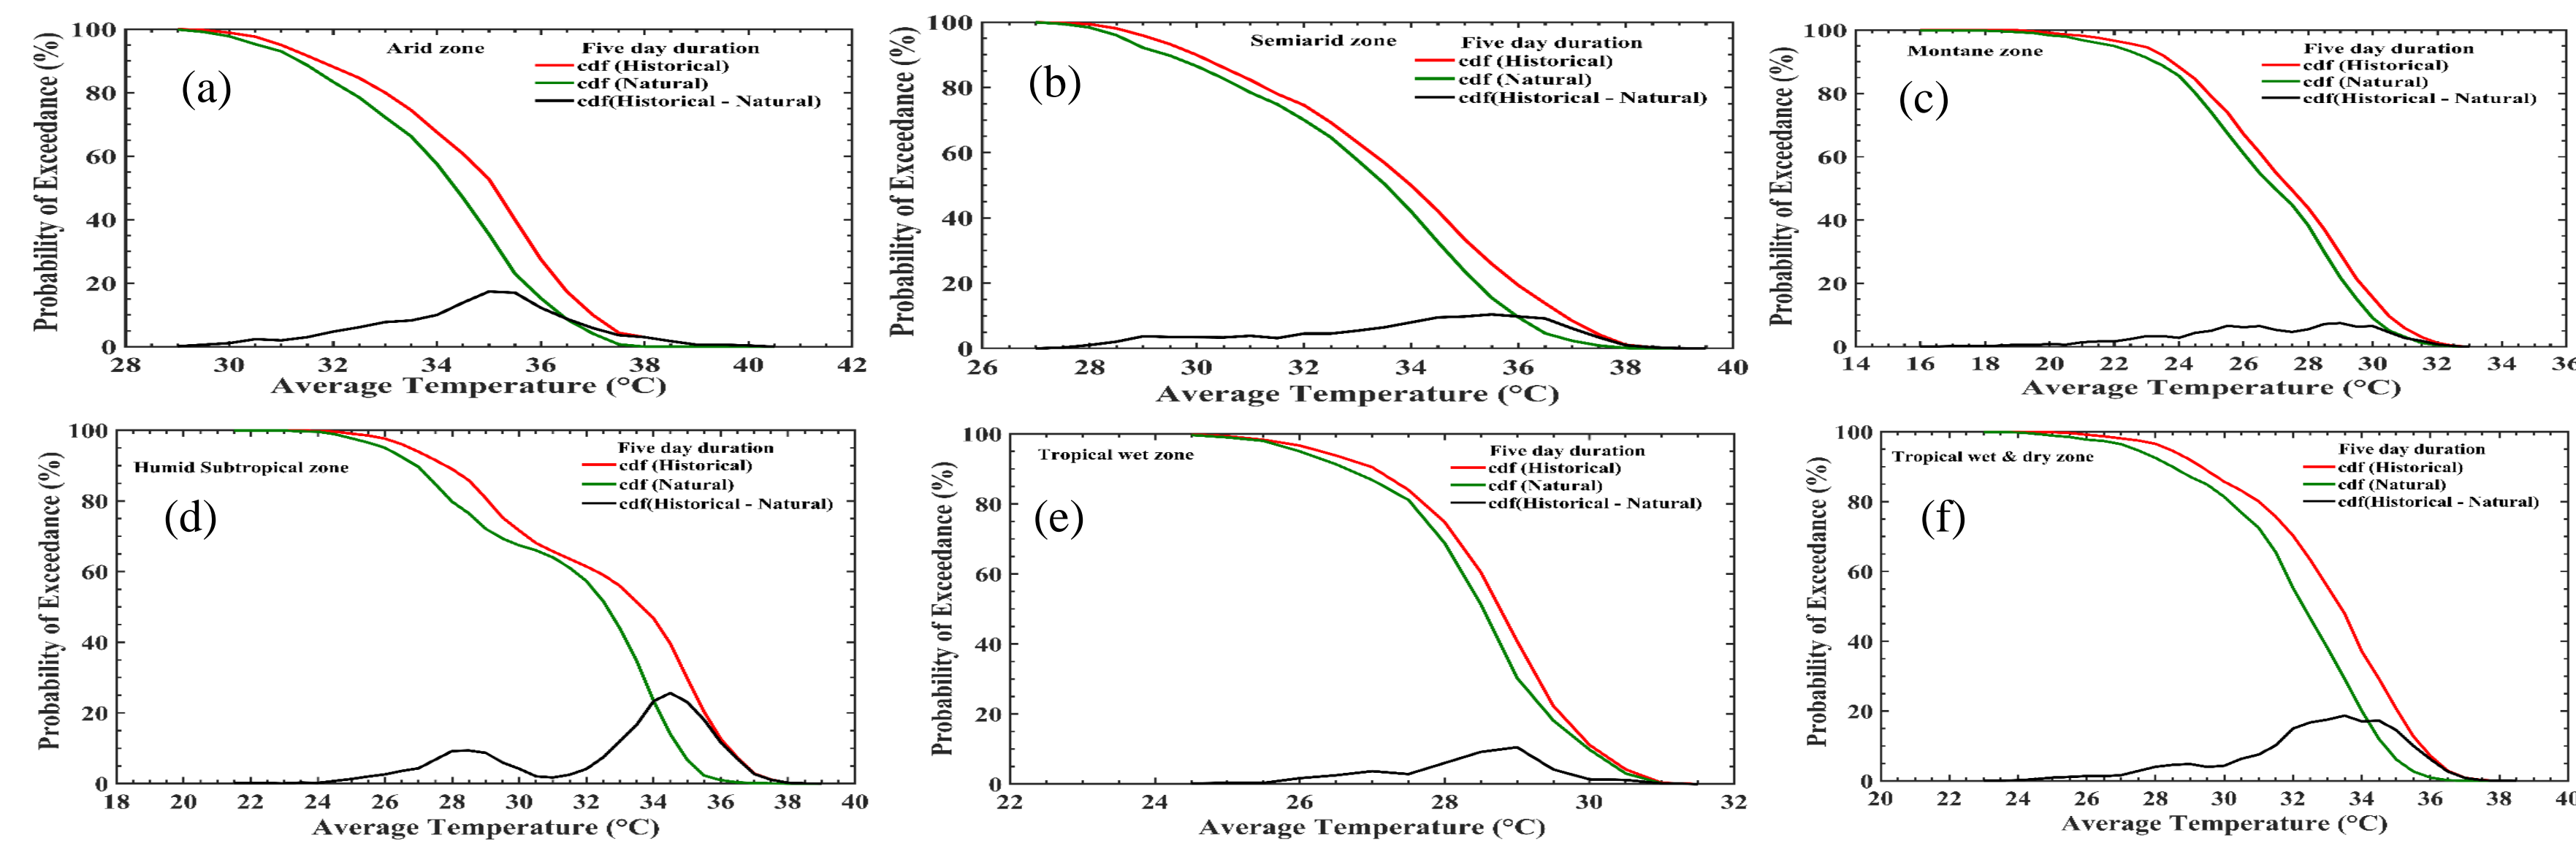 Probability of Exceedance (%)
100
80
60
40
20
0
Arid zone
(a)
Five day duration
cdf (Historical)
cdf (Natural)
cdf(Historical - Natural)
28 30 32 34 36 38 40 42
Average Temperature (°C)
Probability of Exceedance (%)
100
80
60
40
20
0
Semiarid zone
(b)
Five day duration
cdf (Historical)
cdf (Natural)
cdf(Historical - Natural)
26 28 30 32 34 36 38 40
Average Temperature (°C)
Probability of Exceedance (%)
100
80
60
40
20
0
Montane zone
(c)
Five day duration
cdf (Historical)
cdf (Natural)
cdf(Historical - Natural)
14 16 18 20 22 24 26 28 30 32 34 36
Average Temperature (°C)
Probability of Exceedance (%)
100
80
60
40
20
0
Humid Subtropical zone
(d)
Five day duration
cdf (Historical)
cdf (Natural)
cdf(Historical - Natural)
18 20 22 24 26 28 30 32 34 36 38 40
Average Temperature (°C)
Probability of Exceedance (%)
100
80
60
40
20
0
Tropical wet zone
(e)
Five day duration
cdf (Historical)
cdf (Natural)
cdf(Historical - Natural)
22 24 26 28 30 32
Average Temperature (°C)
Probability of Exceedance (%)
100
80
60
40
20
0
Tropical wet & dry zone
(f)
Five day duration
cdf (Historical)
cdf (Natural)
cdf(Historical - Natural)
20 22 24 26 28 30 32 34 36 38 40
Average Temperature (°C)